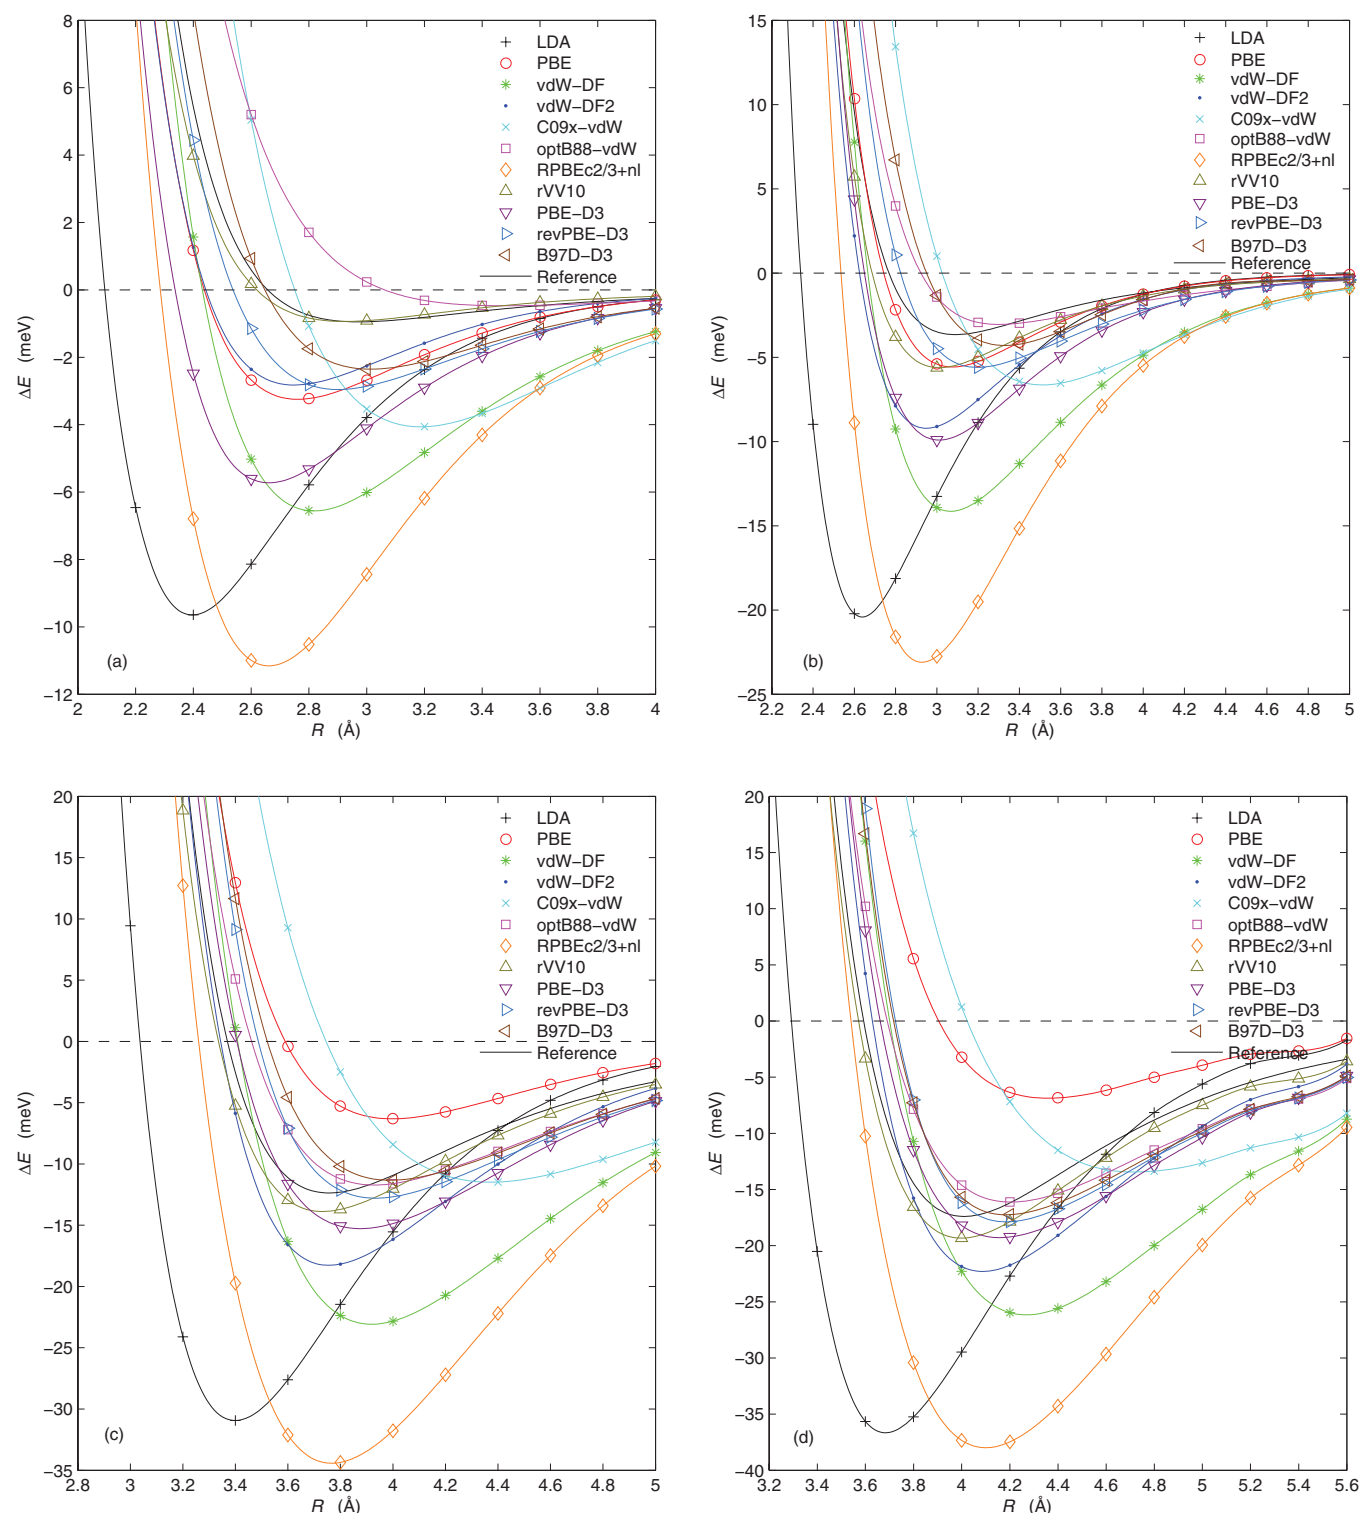 8
6
4
2
0
−2
−4
−6
−8
−10
−12
ΔE (meV)
2
2.2
2.4
2.6
2.8
3
3.2
3.4
3.6
3.8
4
R (Å)
(a)
LDA
PBE
vdW−DF
vdW−DF2
C09x−vdW
optB88−vdW
RPBEc2/3+nl
rVV10
PBE−D3
revPBE−D3
B97D−D3
Reference
15
10
5
0
−5
−10
−15
−20
−25
ΔE (meV)
2.2
2.4
2.6
2.8
3
3.2
3.4
3.6
3.8
4
4.2
4.4
4.6
4.8
5
R (Å)
(b)
LDA
PBE
vdW−DF
vdW−DF2
C09x−vdW
optB88−vdW
RPBEc2/3+nl
rVV10
PBE−D3
revPBE−D3
B97D−D3
Reference
20
15
10
5
0
−5
−10
−15
−20
−25
−30
−35
ΔE (meV)
2.8
3
3.2
3.4
3.6
3.8
4
4.2
4.4
4.6
4.8
5
R (Å)
(c)
LDA
PBE
vdW−DF
vdW−DF2
C09x−vdW
optB88−vdW
RPBEc2/3+nl
rVV10
PBE−D3
revPBE−D3
B97D−D3
Reference
20
15
10
5
0
−5
−10
−15
−20
−25
−30
−35
−40
ΔE (meV)
3.2
3.4
3.6
3.8
4
4.2
4.4
4.6
4.8
5
5.2
5.4
5.6
R (Å)
(d)
LDA
PBE
vdW−DF
vdW−DF2
C09x−vdW
optB88−vdW
RPBEc2/3+nl
rVV10
PBE−D3
revPBE−D3
B97D−D3
Reference